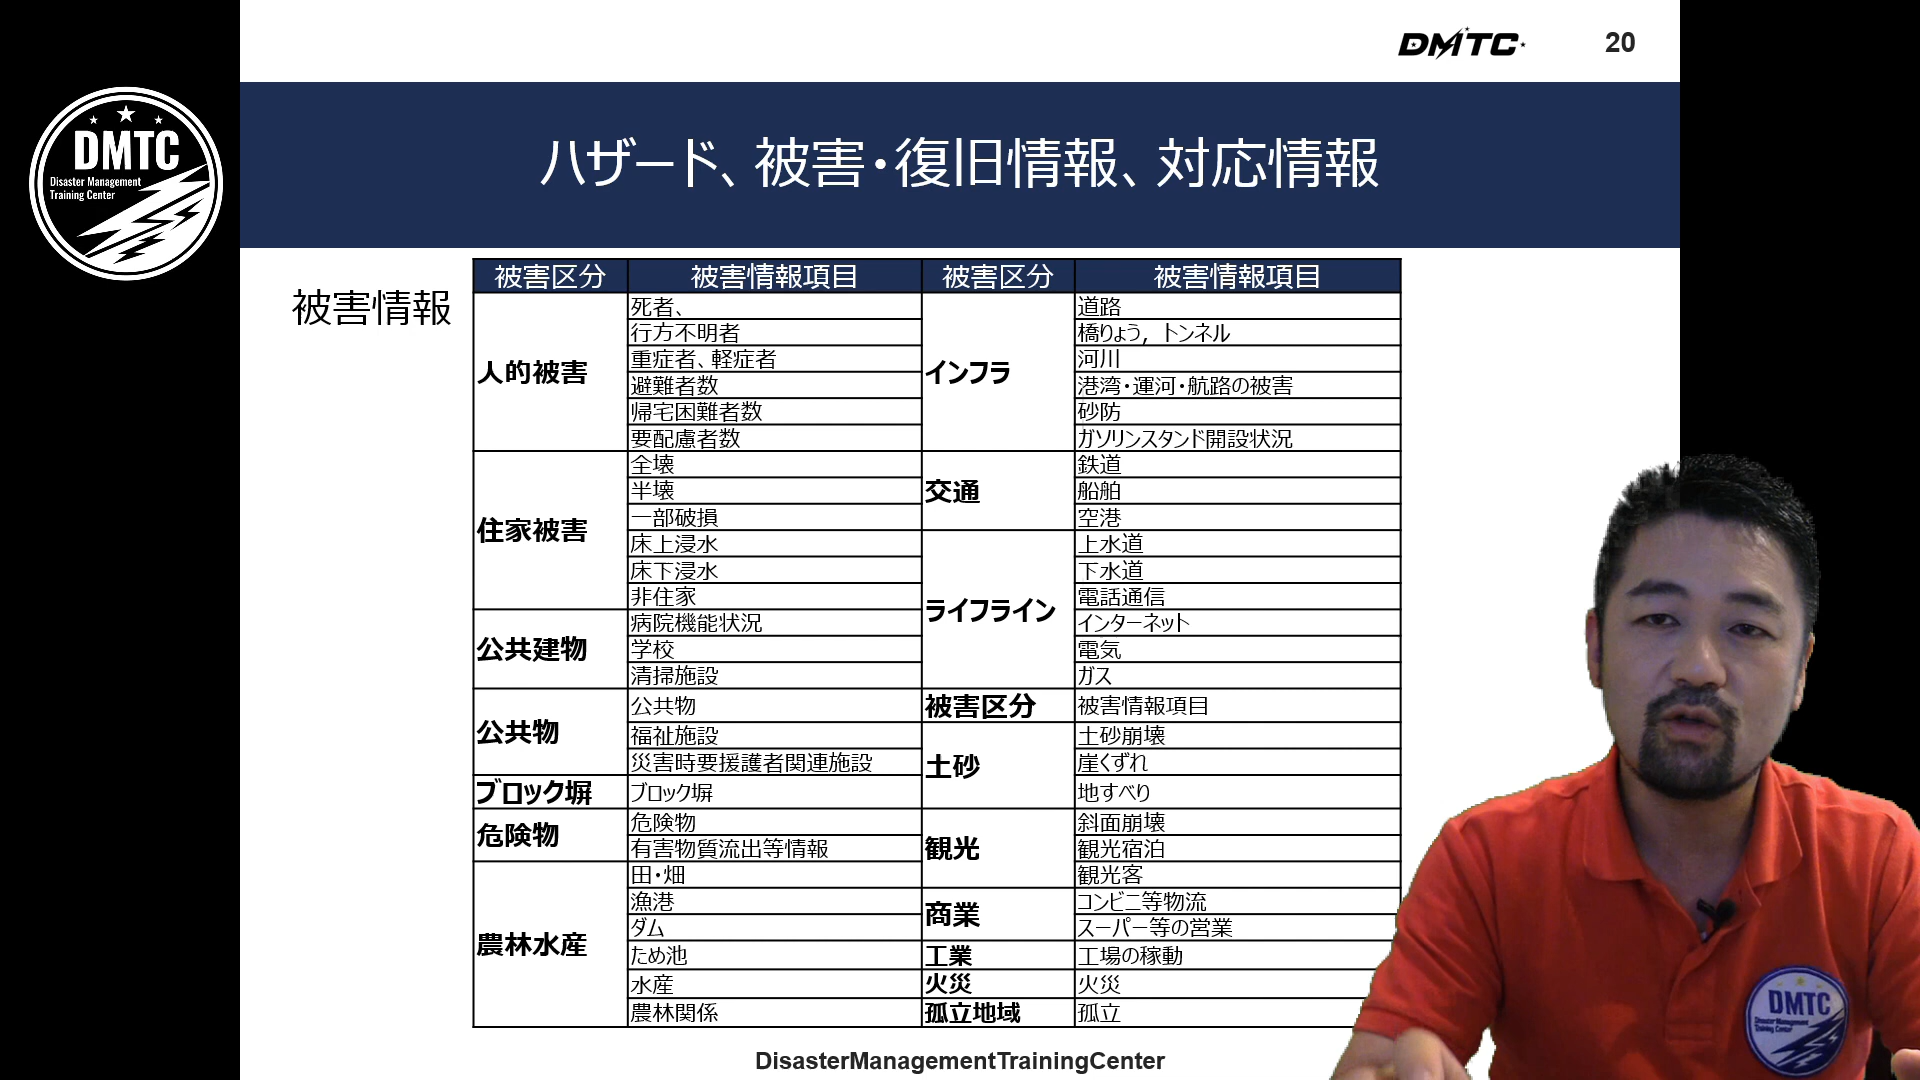 DMTC
20
DMTC
Disaster Management
Training Center
ハザード、被害・復旧情報、対応情報
被害情報
被害区分 被害情報項目 被害区分 被害情報項目
人的被害
死者、
行方不明者
重症者、軽症者
避難者数
帰宅困難者数
要配慮者数
住家被害
全壊
半壊
一部破損
床上浸水
床下浸水
非住家
公共建物
病院機能状況
学校
清掃施設
公共物
公共物
福祉施設
災害時要援護者関連施設
ブロック塀
ブロック塀
危険物
危険物
有害物質流出等情報
農林水産
田・畑
漁港
ダム
ため池
水産
農林関係
インフラ
道路
橋りょう，トンネル
河川
港湾・運河・航路の被害
砂防
ガソリンスタンド開設状況
交通
鉄道
船舶
空港
ライフライン
上水道
下水道
電話通信
インターネット
電気
ガス
被害区分
被害情報項目
土砂
土砂崩壊
崖くずれ
地すべり
観光
斜面崩壊
観光宿泊
観光客
商業
コンビニ等物流
スーパー等の営業
工業
工場の稼動
火災
火災
孤立地域
孤立
DMTC
Disaster Management
Training Center
DisasterManagementTrainingCenter